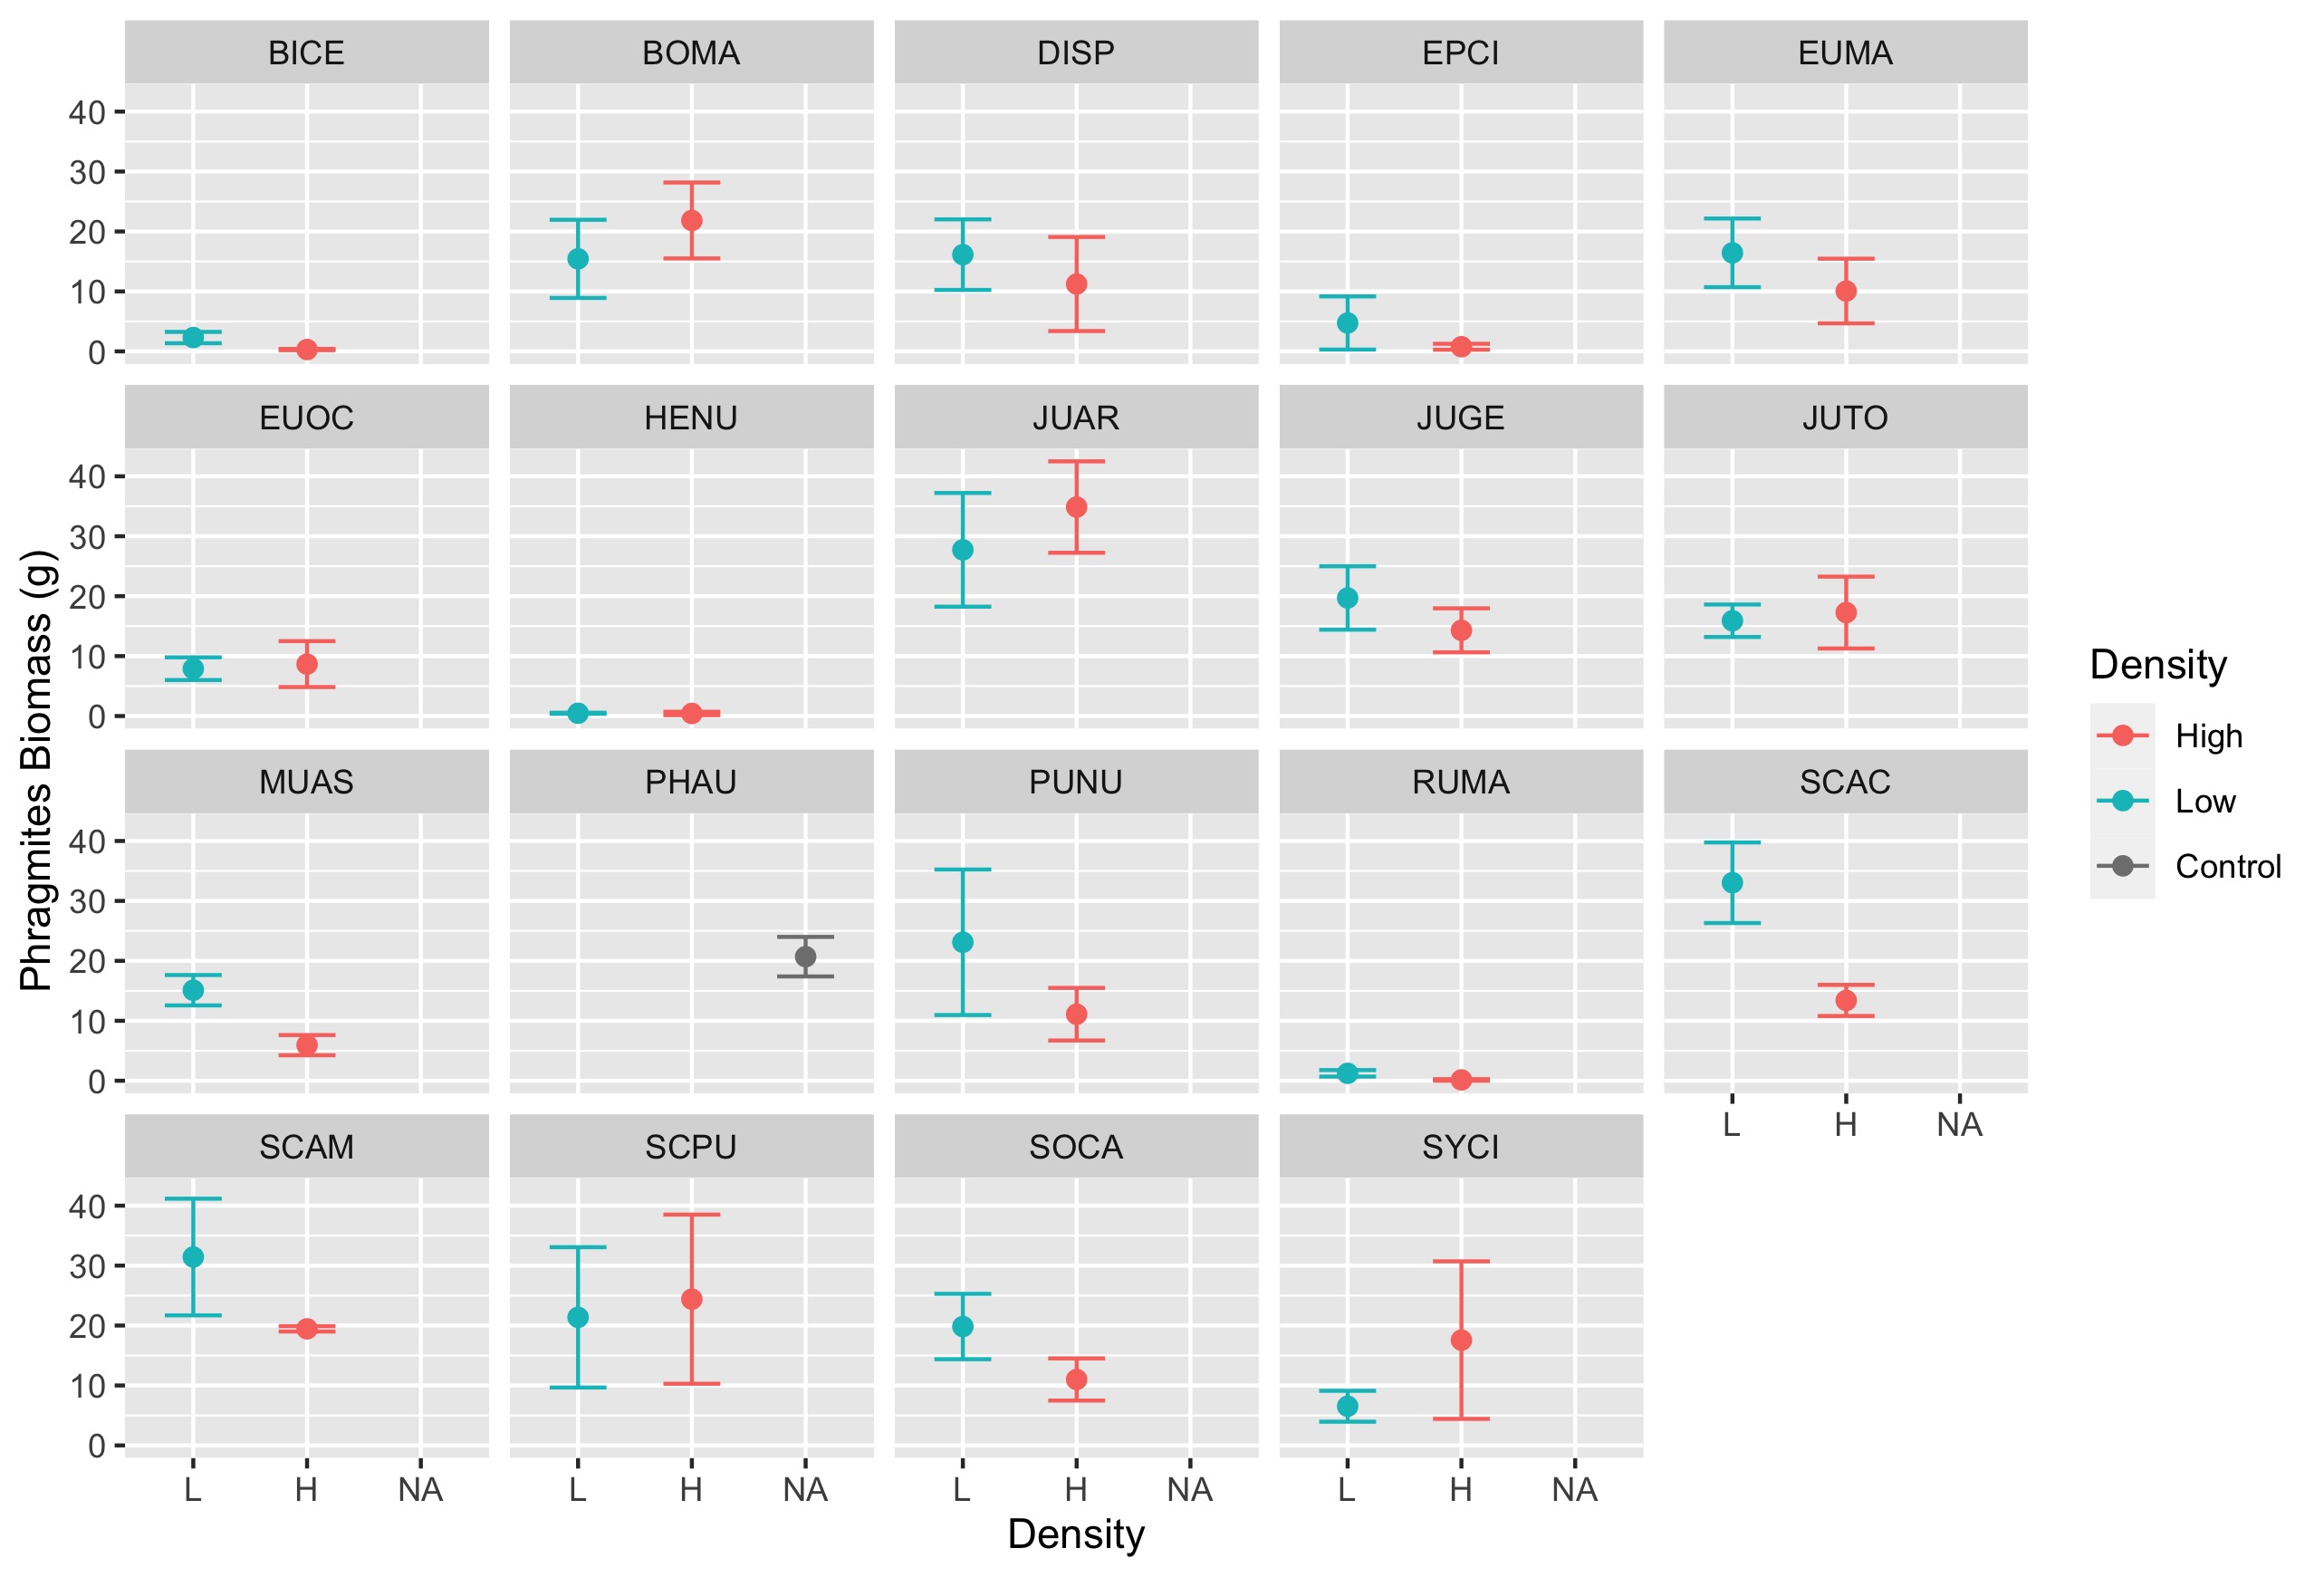 BICE BOMA DISP EPCI EUMA
40
30
20
10
0
EUOC HENU JUAR JUGE JUTO
40
30
20
10
0
MUAS PHAU PUNU RUMA SCAC
40
30
20
10
0
L H NA
SCAM SCPU SOCA SYCI
40
30
20
10
0
L H NA L H NA L H NA L H NA
Density
Phragmites Biomass (g)
Density
High
Low
Control